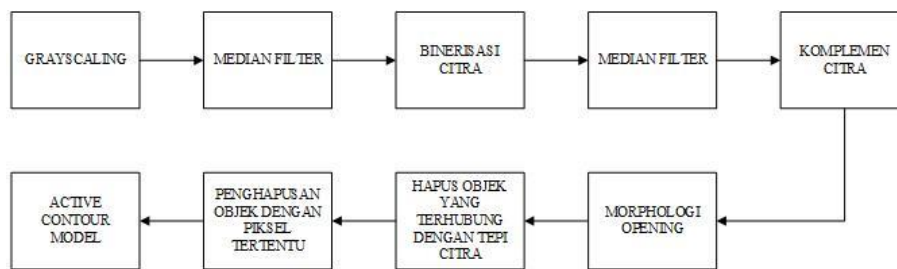 GRAYSCALING
MEDIAN FILTER
BINERISASI
CITRA
MEDIAN FILTER
KOMPLEMEN
CITRA
ACTIVE
CONTOUR
MODEL
PENGHAPUSAN
OBJEK DENGAN
PIKSEL
TERTENTU
HAPUS OBJEK
YANG
TERHUBUNG
DENGAN TEPI
CITRA
MORPHOLOGI
OPENING